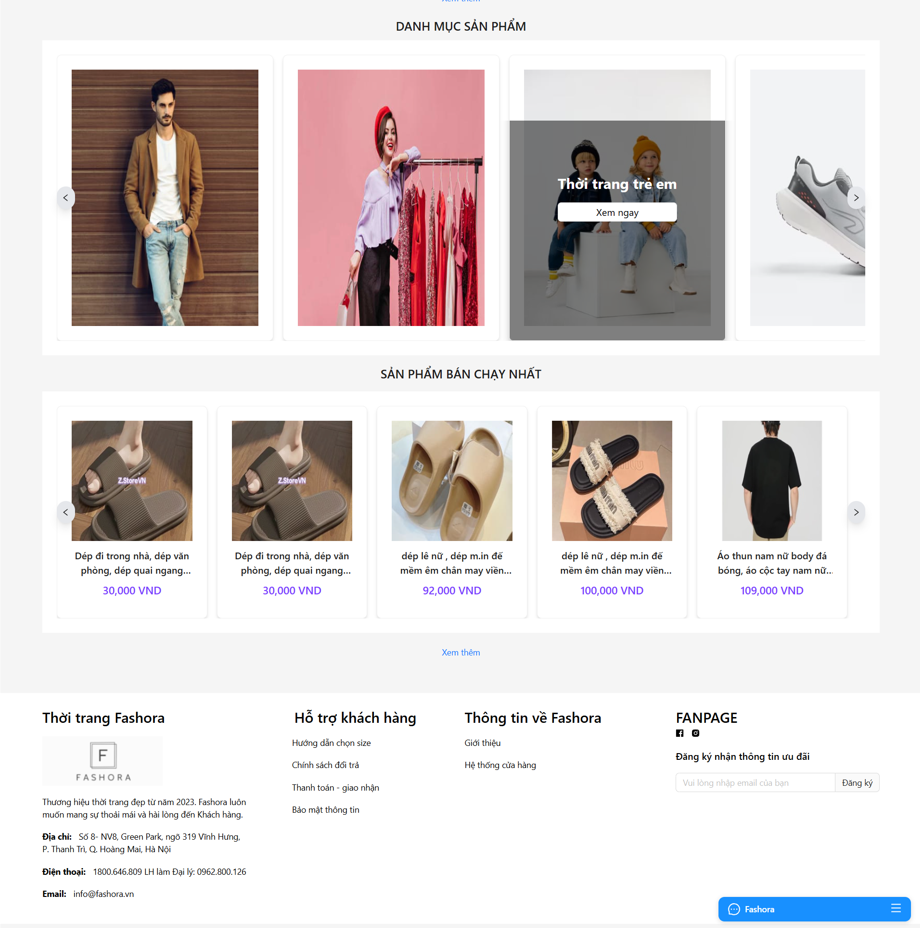 Xem thêm
DANH MỤC SẢN PHẨM
Thời trang trẻ em
Xem ngay
SẢN PHẨM BÁN CHẠY NHẤT
Z.StoreVN
Z.StoreVN
Dép đi trong nhà, dép văn
phòng, dép quai ngang...
30,000 VND
Dép đi trong nhà, dép văn
phòng, dép quai ngang...
30,000 VND
dép lê nữ , dép m.in đế
mềm êm chân may viền...
92,000 VND
dép lê nữ , dép m.in đế
mềm êm chân may viền...
100,000 VND
Áo thun nam nữ body đá
bóng, áo cộc tay nam nữ...
109,000 VND
Xem thêm
Thời trang Fashora
F
FASHORA
Thương hiệu thời trang đẹp từ năm 2023. Fashora luôn
muốn mang sự thoải mái và hài lòng đến Khách hàng.
Địa chỉ: Số 8- NV8, Green Park, ngõ 319 Vĩnh Hưng,
P. Thanh Trì, Q. Hoàng Mai, Hà Nội
Điện thoại: 1800.646.809 LH làm Đại lý: 0962.800.126
Email: info@fashora.vn
Hỗ trợ khách hàng
Hướng dẫn chọn size
Chính sách đổi trả
Thanh toán - giao nhận
Bảo mật thông tin
Thông tin về Fashora
Giới thiệu
Hệ thống cửa hàng
FANPAGE
Đăng ký nhận thông tin ưu đãi
Vui lòng nhập email của bạn
Đăng ký
Fashora